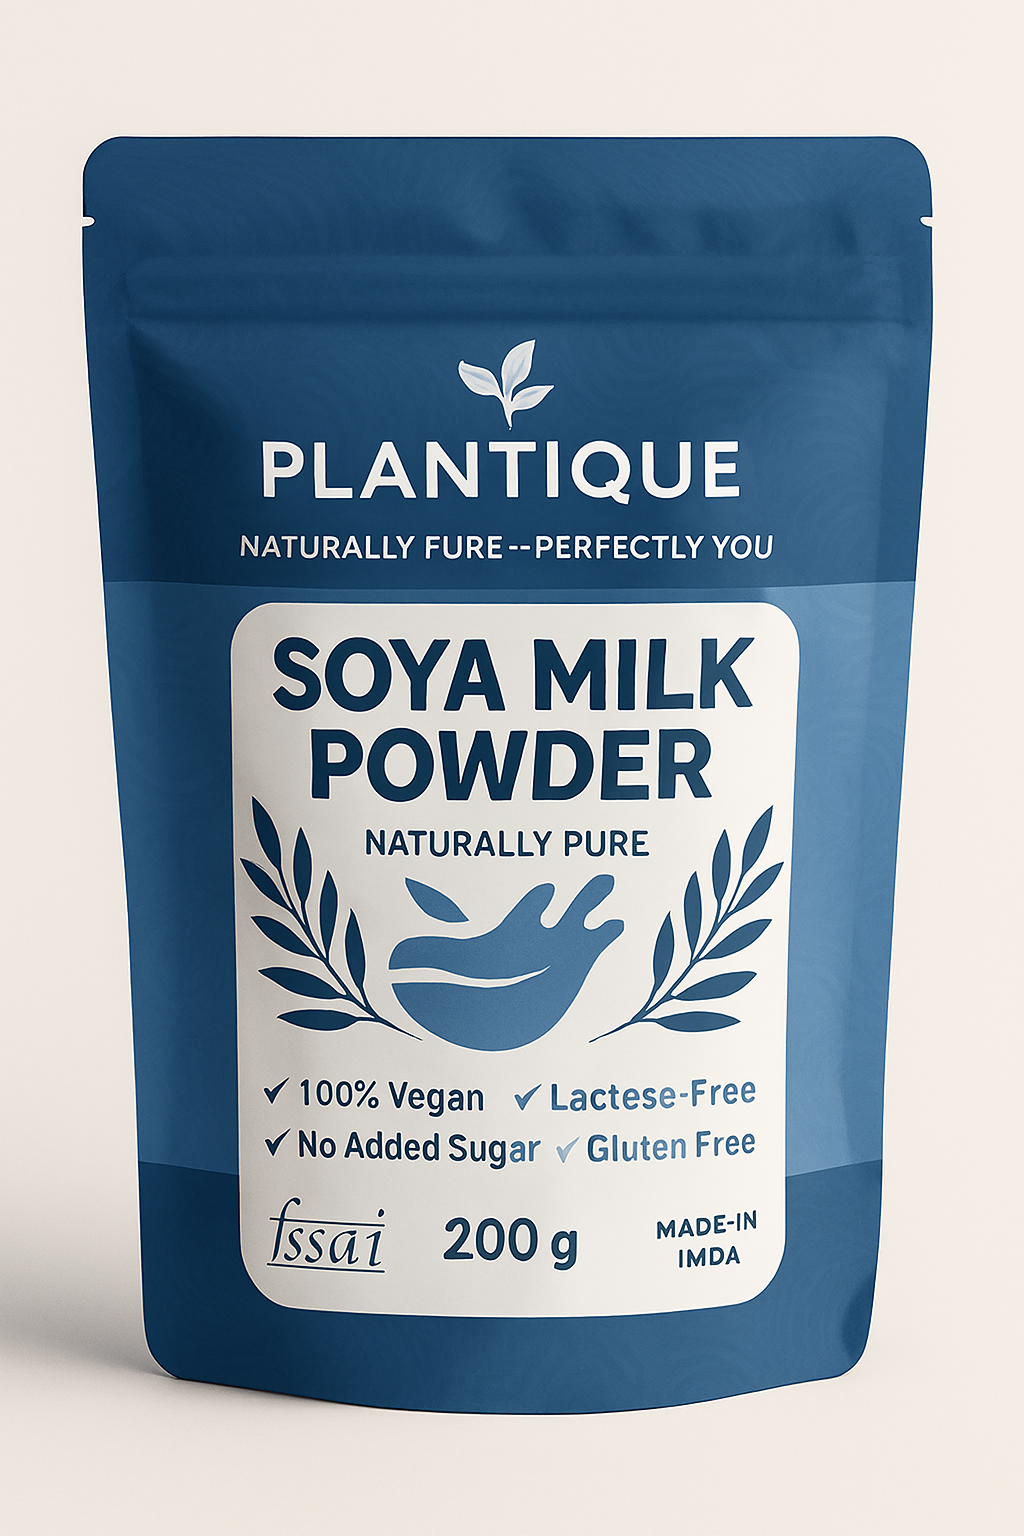 PLANTIQUE
NATURALLY FURE--PERFECTLY YOU
SOYA MILK
POWDER
NATURALLY PURE
✓ 100% Vegan ✓ Lactese-Free
✓ No Added Sugar ✓ Gluten Free
fssai 200 g MADE-IN
IMDA